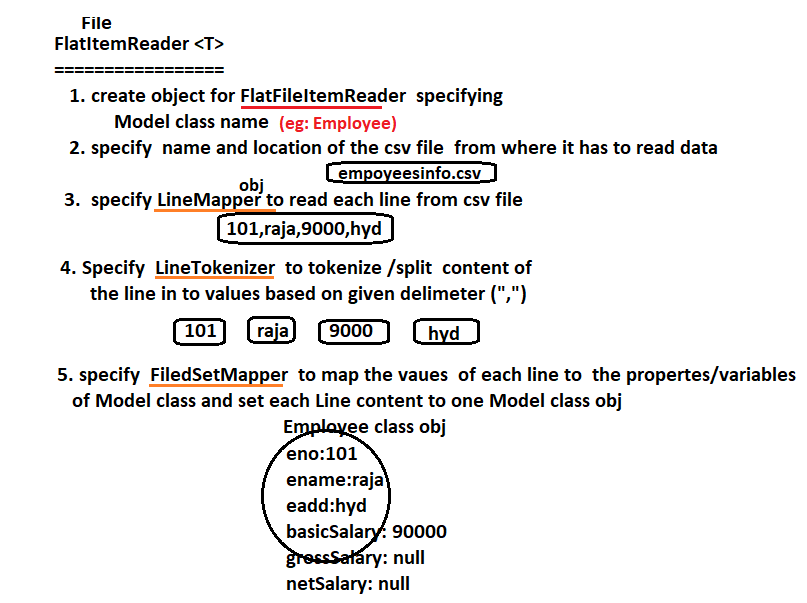 File
FlatItemReader <T>
=================
1. create object for FlatFileItemReader specifying
Model class name (eg: Employee)
2. specify name and location of the csv file from where it has to read data
empoyeesinfo.csv
obj
3. specify LineMapper to read each line from csv file
101,raja,9000,hyd
4. Specify LineTokenizer to tokenize /split content of
the line in to values based on given delimeter (",")
101 raja 9000 hyd
5. specify FiledSetMapper to map the vaues of each line to the propertes/variables
of Model class and set each Line content to one Model class obj
Employee class obj
eno:101
ename:raja
eadd:hyd
basicSalary: 90000
grossSalary: null
netSalary: null